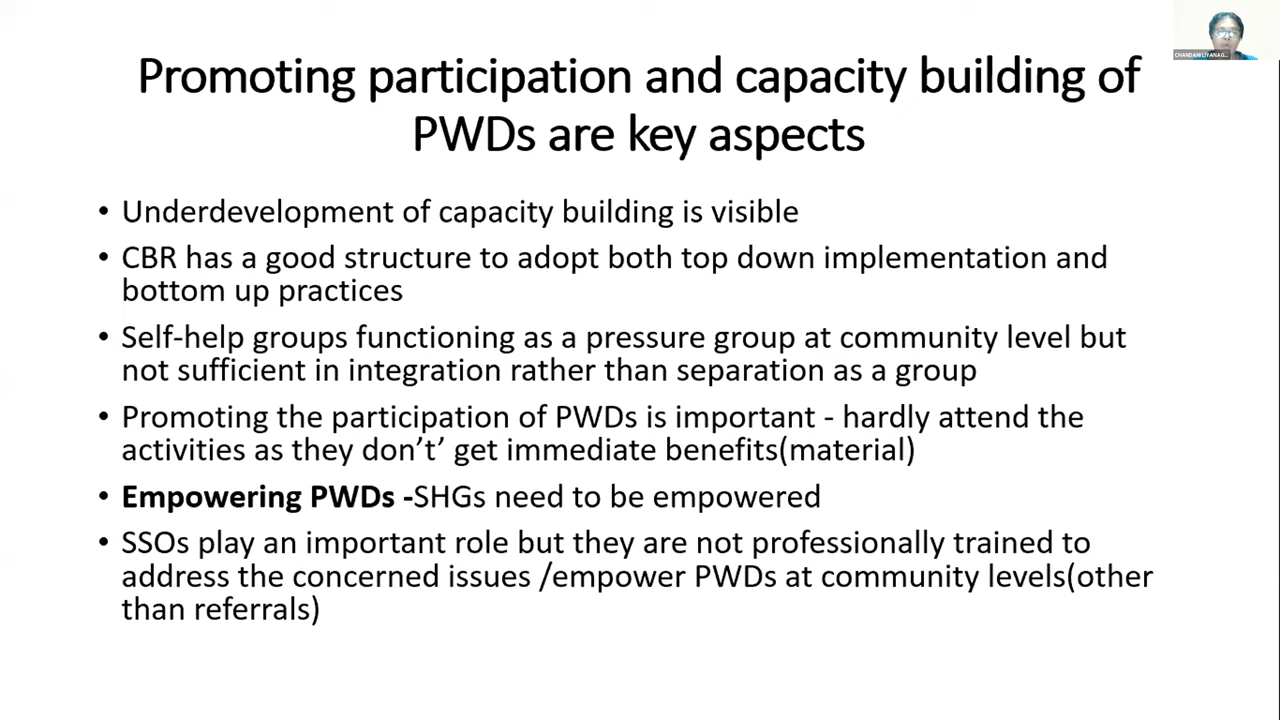 Promoting participation and capacity building of
PWDs are key aspects
• Underdevelopment of capacity building is visible
• CBR has a good structure to adopt both top down implementation and
bottom up practices
• Self-help groups functioning as a pressure group at community level but
not sufficient in integration rather than separation as a group
• Promoting the participation of PWDs is important - hardly attend the
activities as they don’t’ get immediate benefits(material)
• Empowering PWDs -SHGs need to be empowered
• SSOs play an important role but they are not professionally trained to
address the concerned issues /empower PWDs at community levels(other
than referrals)